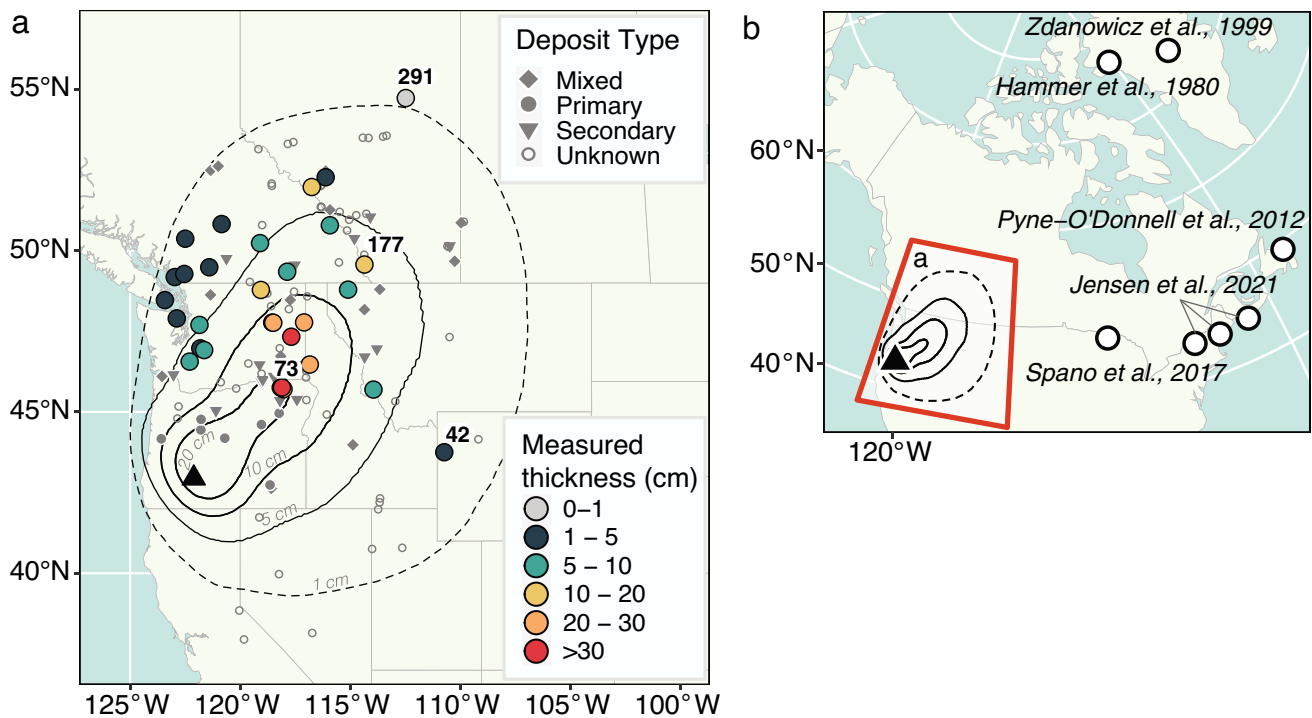 a
55°N
50°N
45°N
40°N
125°W
120°W
115°W
110°W
105°W
100°W
291
177
73
42
20 cm
10 cm
5 cm
1 cm
Deposit Type
Mixed
Primary
Secondary
Unknown
Measured
thickness (cm)
0–1
1 – 5
5 – 10
10 – 20
20 – 30
>30
b
Zdanowicz et al., 1999
Hammer et al., 1980
60°N
Pyne–O'Donnell et al., 2012
50°N
a
Jensen et al., 2021
40°N
Spano et al., 2017
120°W